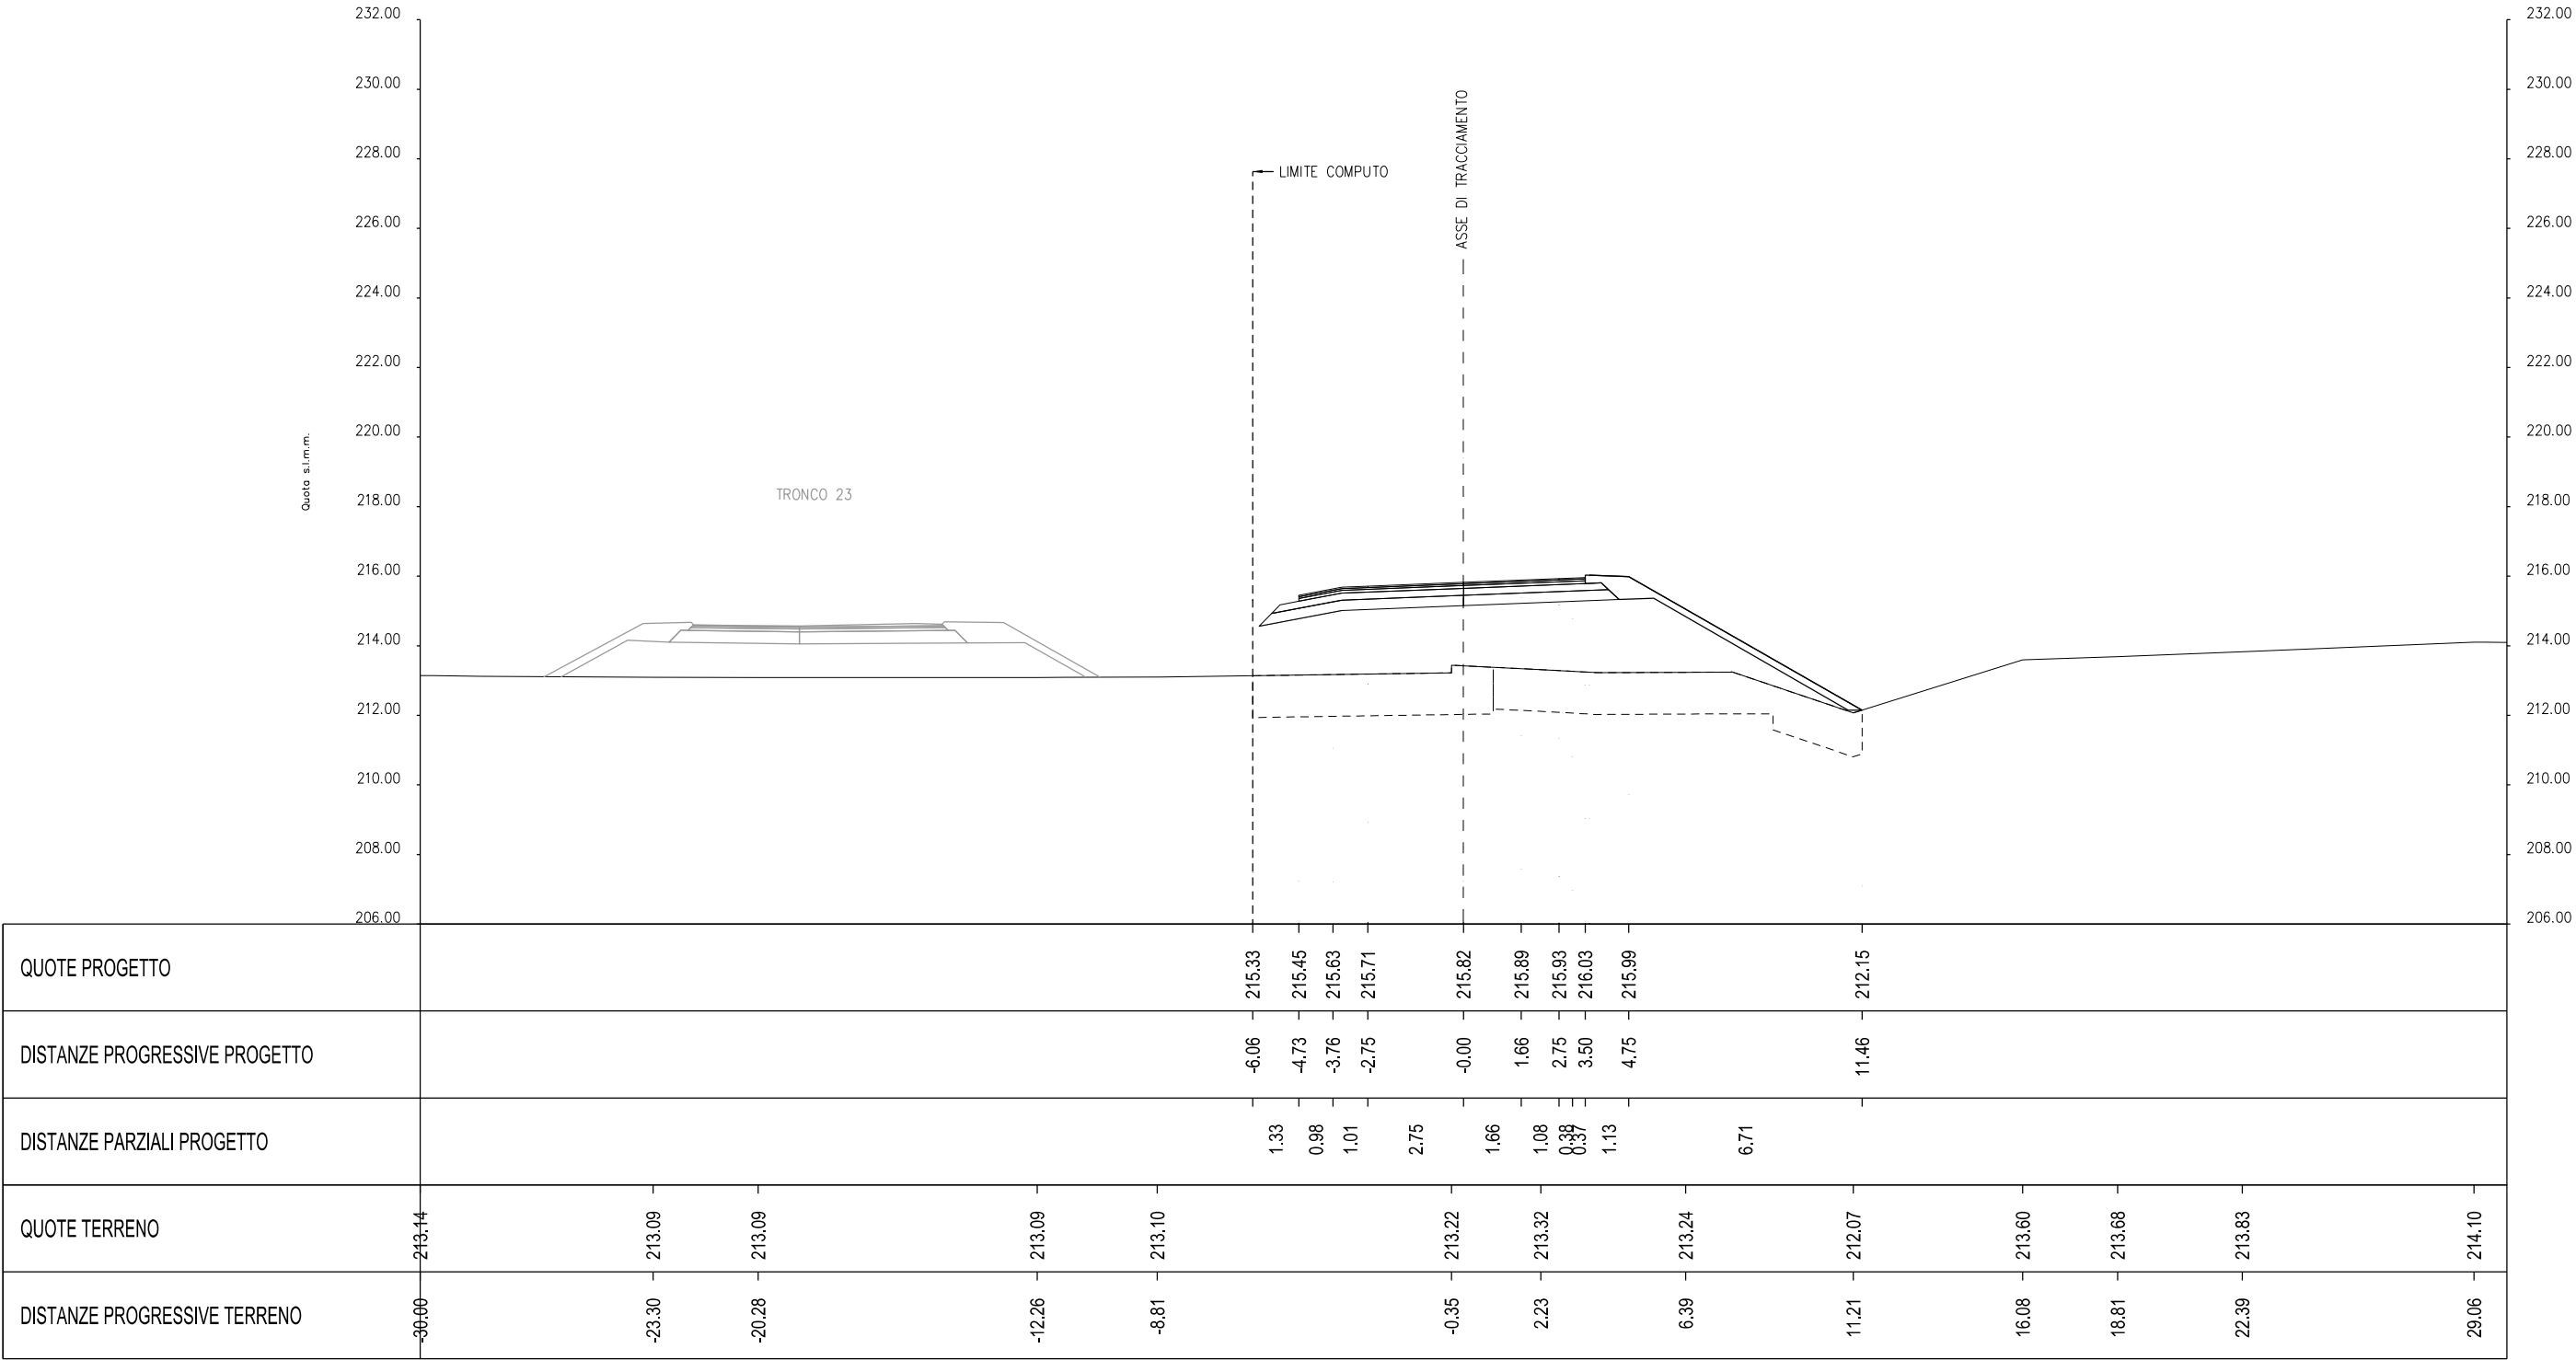 232.00 232.00
230.00 230.00
228.00 228.00
226.00 226.00
224.00 224.00
222.00 222.00
220.00 220.00
218.00 218.00
216.00 216.00
214.00 214.00
212.00 212.00
210.00 210.00
208.00 208.00
206.00 206.00
Quota s.l.m.m.
TRONCO 23
LIMITE COMPUTO
ASSE DI TRACCIAMENTO
QUOTE PROGETTO 215.33 215.45 215.63 215.71 215.82 215.89 215.93 216.03 215.99 212.15
DISTANZE PROGRESSIVE PROGETTO -6.06 -4.73 -3.76 -2.75 -0.00 1.66 2.75 3.50 4.75 11.46
DISTANZE PARZIALI PROGETTO 1.33 0.98 1.01 2.75 1.66 1.08 0.38 0.37 1.13 6.71
QUOTE TERRENO 213.14 213.09 213.09 213.09 213.10 213.22 213.32 213.24 212.07 213.60 213.68 213.83 214.10
DISTANZE PROGRESSIVE TERRENO -30.00 -23.30 -20.28 -12.26 -8.81 -0.35 2.23 6.39 11.21 16.08 18.81 22.39 29.06